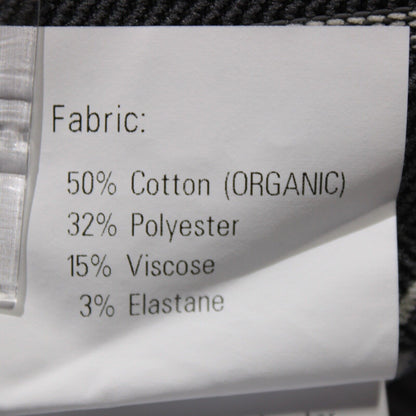 Fabric:
50% Cotton (ORGANIC)
32% Polyester
15% Viscose
3% Elastane